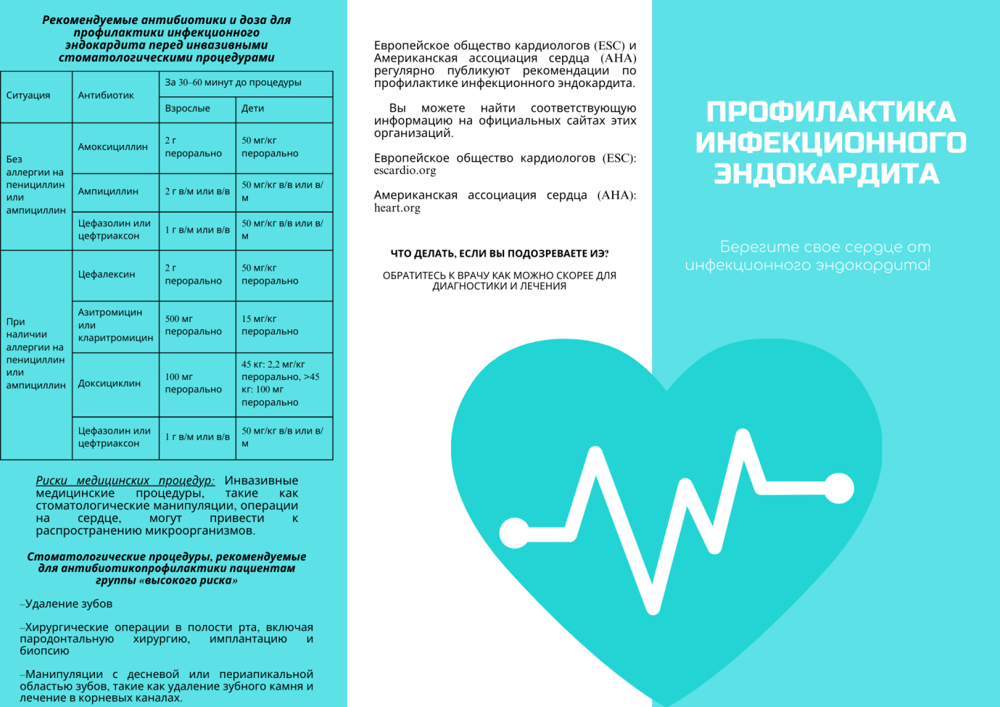 Рекомендуемые антибиотики и доза для
профилактики инфекционного
эндокардита перед инвазивными
стоматологическими процедурами
Ситуация
Антибиотик
За 30–60 минут до процедуры
Взрослые
Дети
Без
аллергии на
пенициллин
или
ампициллин
Амоксициллин
2 г
перорально
50 мг/кг
перорально
Ампициллин
2 г в/м или в/в
50 мг/кг в/в или в/
м
Цефазолин или
цефтриаксон
1 г в/м или в/в
50 мг/кг в/в или в/
м
При
наличии
аллергии на
пенициллин
или
ампициллин
Цефалексин
2 г
перорально
50 мг/кг
перорально
Азитромицин
или
кларитромицин
500 мг
перорально
15 мг/кг
перорально
Доксициклин
100 мг
перорально
45 кг: 2,2 мг/кг
перорально, >45
кг: 100 мг
перорально
Цефазолин или
цефтриаксон
1 г в/м или в/в
50 мг/кг в/в или в/
м
Риски медицинских процедур: Инвазивные
медицинские процедуры, такие как
стоматологические манипуляции, операции
на сердце, могут привести к
распространению микроорганизмов.
Стоматологические процедуры, рекомендуемые
для антибиотикопрофилактики пациентам
группы «высокого риска»
–Удаление зубов
–Хирургические операции в полости рта, включая
пародонтальную хирургию, имплантацию и
биопсию
–Манипуляции с десневой или периапикальной
областью зубов, такие как удаление зубного камня и
лечение в корневых каналах.
Европейское общество кардиологов (ESC) и
Американская ассоциация сердца (AHA)
регулярно публикуют рекомендации по
профилактике инфекционного эндокардита.
Вы можете найти соответствующую
информацию на официальных сайтах этих
организаций.
Европейское общество кардиологов (ESC):
escardio.org
Американская ассоциация сердца (AHA):
heart.org
ЧТО ДЕЛАТЬ, ЕСЛИ ВЫ ПОДОЗРЕВАЕТЕ ИЭ?
ОБРАТИТЕСЬ К ВРАЧУ КАК МОЖНО СКОРЕЕ ДЛЯ
ДИАГНОСТИКИ И ЛЕЧЕНИЯ
ПРОФИЛАКТИКА
ИНФЕКЦИОННОГО
ЭНДОКАРДИТА
Берегите свое сердце от
инфекционного эндокардита!